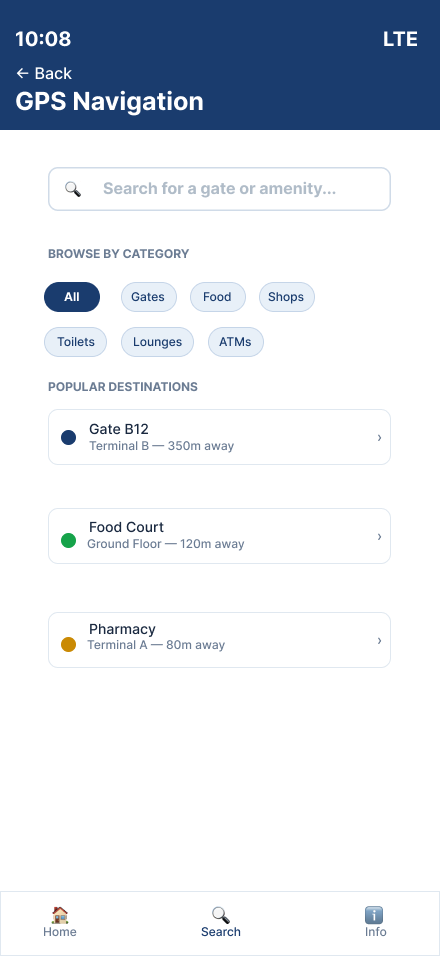 10:08 LTE
← Back
GPS Navigation
Search for a gate or amenity...
BROWSE BY CATEGORY
All Gates Food Shops
Toilets Lounges ATMs
POPULAR DESTINATIONS
Gate B12
Terminal B — 350m away
›
Food Court
Ground Floor — 120m away
›
Pharmacy
Terminal A — 80m away
›
Home Search Info